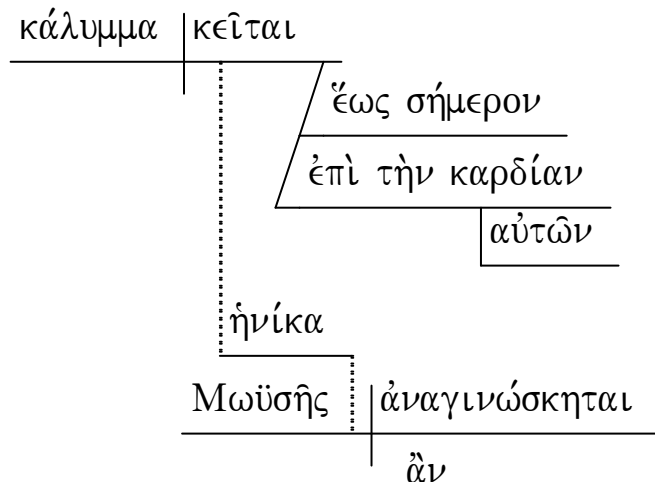 κάλυμμα κεῖται
ἕως σήμερον
ἐπὶ τὴν καρδίαν
αὐτῶν
ἡνίκα
Μωϋσῆς ἀναγινώσκηται
ἂν